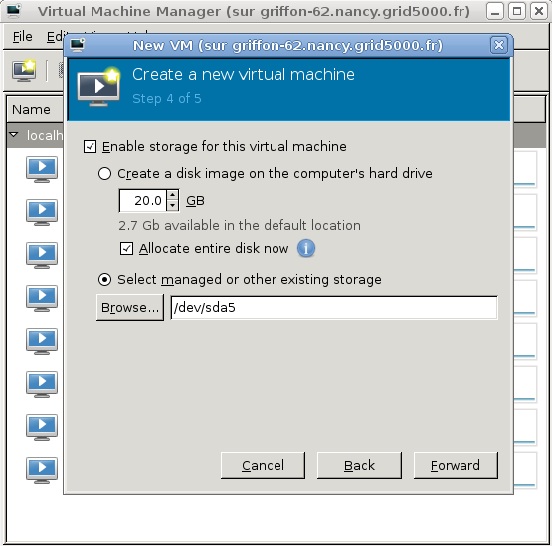 Virtual Machine Manager (sur griffon-62.nancy.grid5000.fr)
File
New VM (sur griffon-62.nancy.grid5000.fr)
Create a new virtual machine
Step 4 of 5
Name
localh
Enable storage for this virtual machine
Create a disk image on the computer's hard drive
20.0 GB
2.7 Gb available in the default location
Allocate entire disk now
Select managed or other existing storage
Browse... /dev/sda5
Cancel Back Forward